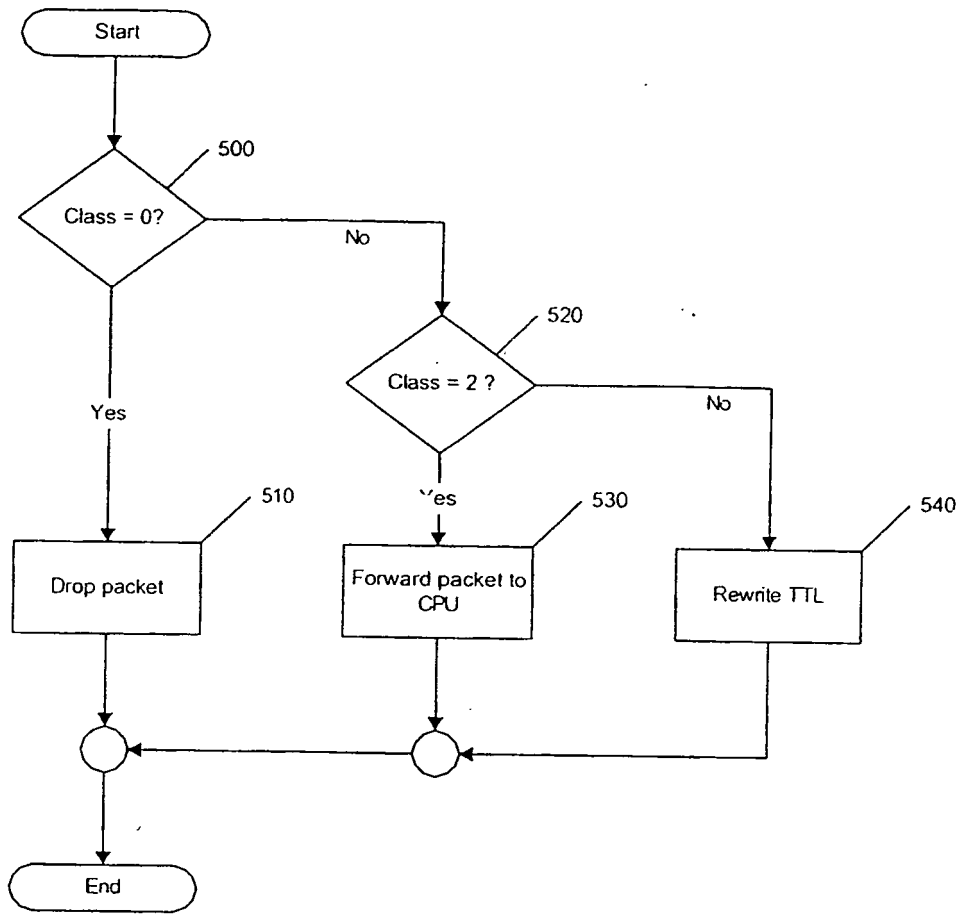 Start
500
Class = 0?
No
520
Class = 2 ?
No
Yes
Yes
510
530
540
Drop packet
Forward packet to
CPU
Rewrite TTL
End